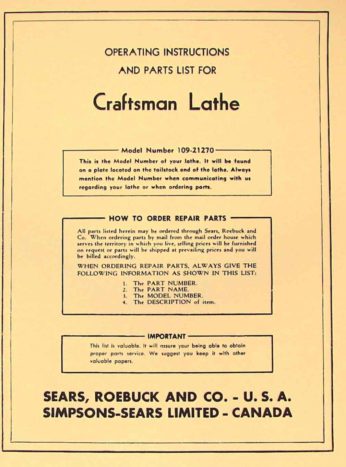 OPERATING INSTRUCTIONS
AND PARTS LIST FOR
Craftsman Lathe
Model Number 109-21270
This is the Model Number of your lathe. It will be found
on a plate located on the tailstock end of the lathe. Always
mention the Model Number when communicating with us
regarding your lathe or when ordering parts.
HOW TO ORDER REPAIR PARTS
All parts listed herein may be ordered through Sears, Roebuck and
Co. When ordering parts by mail from the mail order house which
serves the territory in which you live, selling prices will be furnished
on request or parts will be shipped at prevailing prices and you will
be billed accordingly.
WHEN ORDERING REPAIR PARTS, ALWAYS GIVE THE
FOLLOWING INFORMATION AS SHOWN IN THIS LIST:
1. The PART NUMBER.
2. The PART NAME.
3. The MODEL NUMBER.
4. The DESCRIPTION of item.
IMPORTANT
This list is valuable. It will assure your being able to obtain
proper parts service. We suggest you keep it with other
valuable papers.
SEARS, ROEBUCK AND CO. - U. S. A.
SIMPSONS-SEARS LIMITED - CANADA